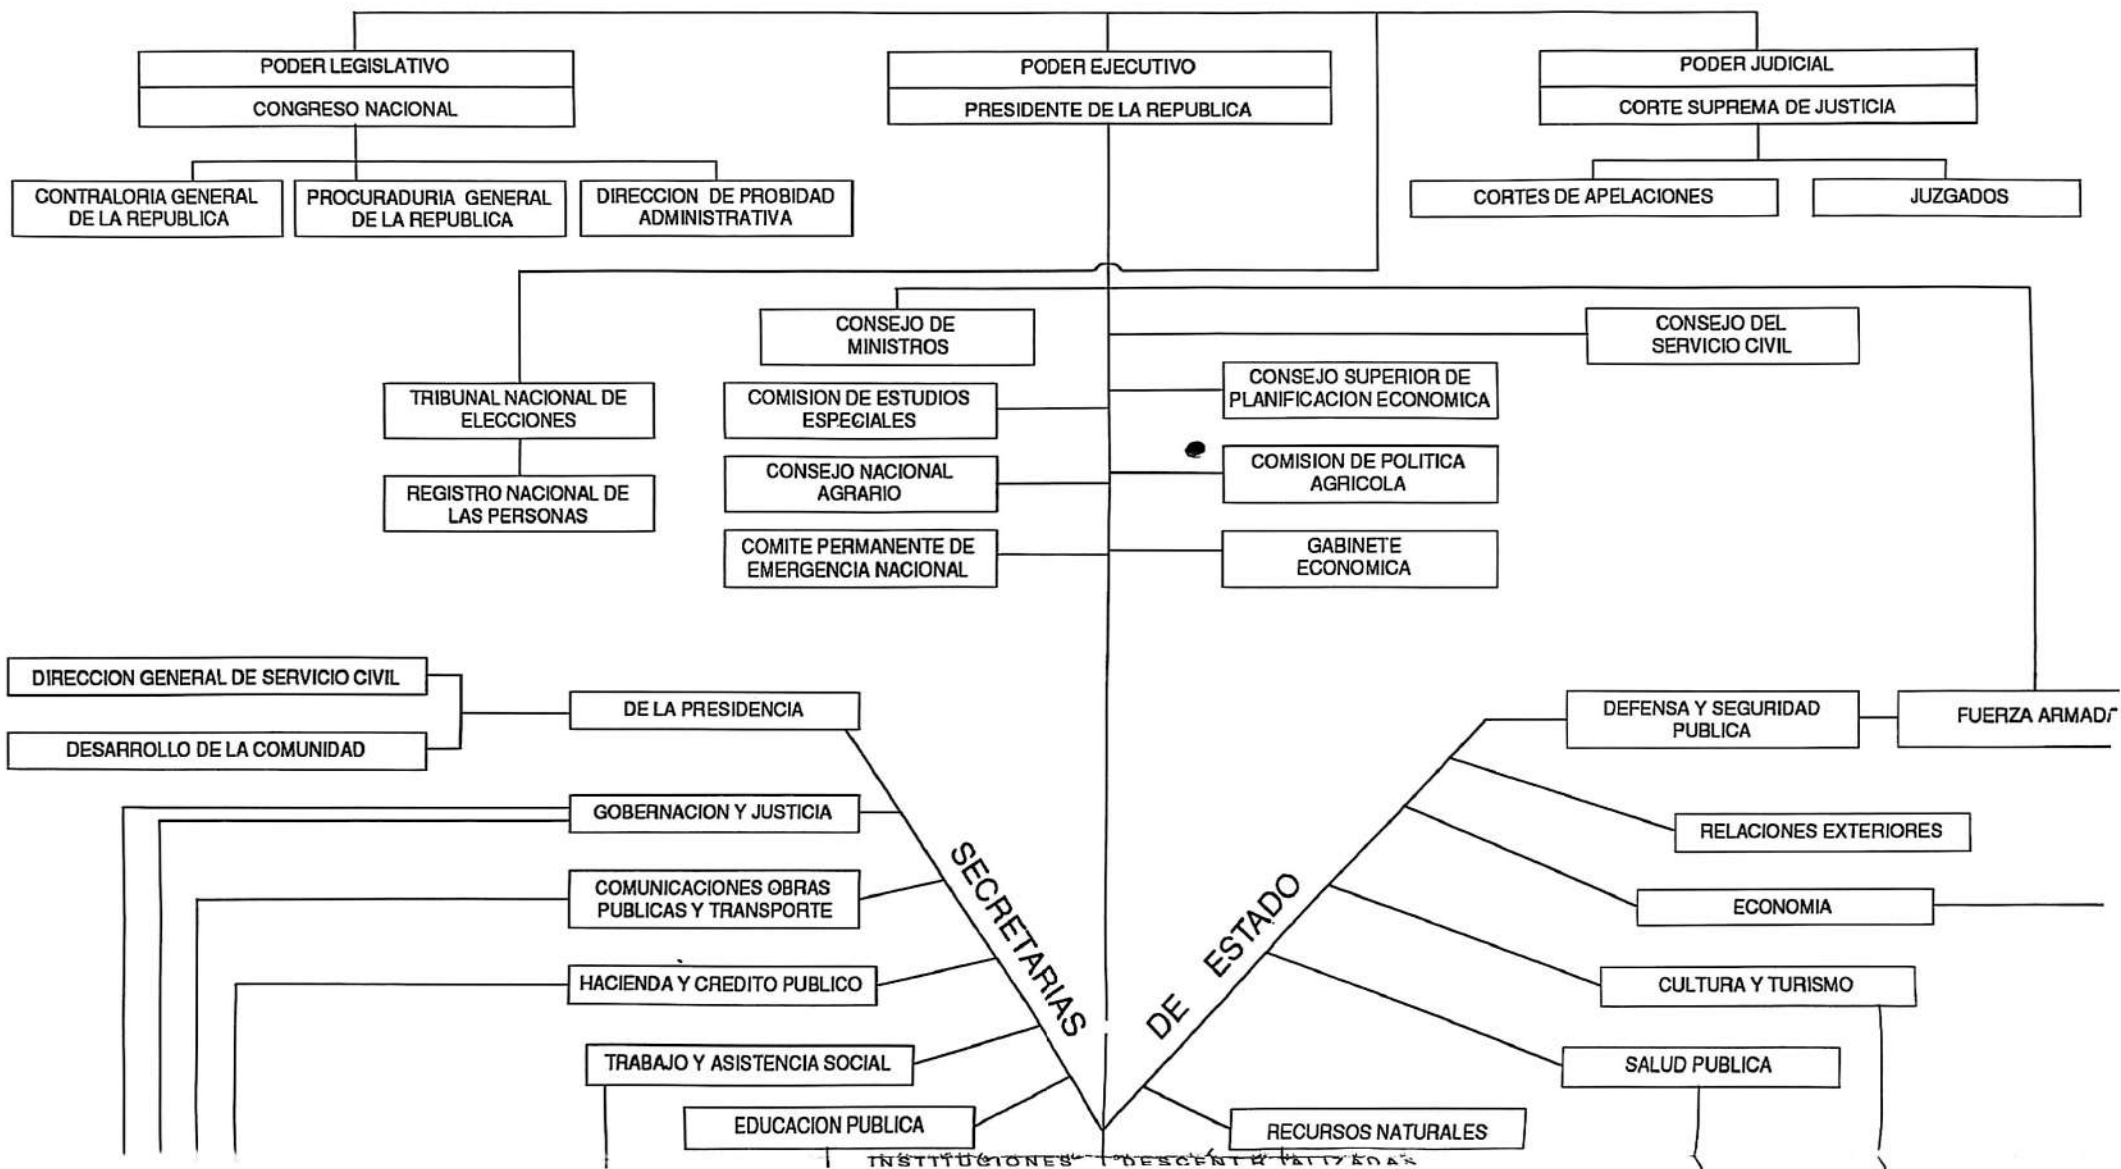 PODER LEGISLATIVO
CONGRESO NACIONAL
PODER EJECUTIVO
PRESIDENTE DE LA REPUBLICA
PODER JUDICIAL
CORTE SUPREMA DE JUSTICIA
CONTRALORIA GENERAL
DE LA REPUBLICA
PROCURADURIA GENERAL
DE LA REPUBLICA
DIRECCION DE PROBIDAD
ADMINISTRATIVA
CORTES DE APELACIONES
JUZGADOS
CONSEJO DE
MINISTROS
CONSEJO DEL
SERVICIO CIVIL
TRIBUNAL NACIONAL DE
ELECCIONES
COMISION DE ESTUDIOS
ESPECIALES
CONSEJO SUPERIOR DE
PLANIFICACION ECONOMICA
REGISTRO NACIONAL DE
LAS PERSONAS
CONSEJO NACIONAL
AGRARIO
COMISION DE POLITICA
AGRICOLA
COMITE PERMANENTE DE
EMERGENCIA NACIONAL
GABINETE
ECONOMICA
DIRECCION GENERAL DE SERVICIO CIVIL
DESARROLLO DE LA COMUNIDAD
DE LA PRESIDENCIA
DEFENSA Y SEGURIDAD
PUBLICA
FUERZA ARMAD
GOBERNACION Y JUSTICIA
RELACIONES EXTERIORES
COMUNICACIONES OBRAS
PUBLICAS Y TRANSPORTE
ECONOMIA
SECRETARIAS
DE ESTADO
HACIENDA Y CREDITO PUBLICO
CULTURA Y TURISMO
TRABAJO Y ASISTENCIA SOCIAL
SALUD PUBLICA
EDUCACION PUBLICA
RECURSOS NATURALES
INSTITUCIONES DESCENTRALIZADAS